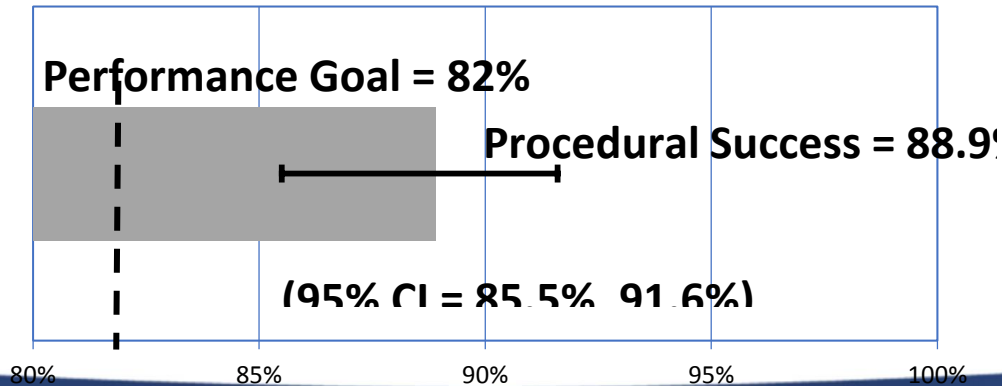 Performance Goal = 82%
Procedural Success = 88.9%
(95% CI = 85.5%, 91.6%)
80% 85% 90% 95% 100%